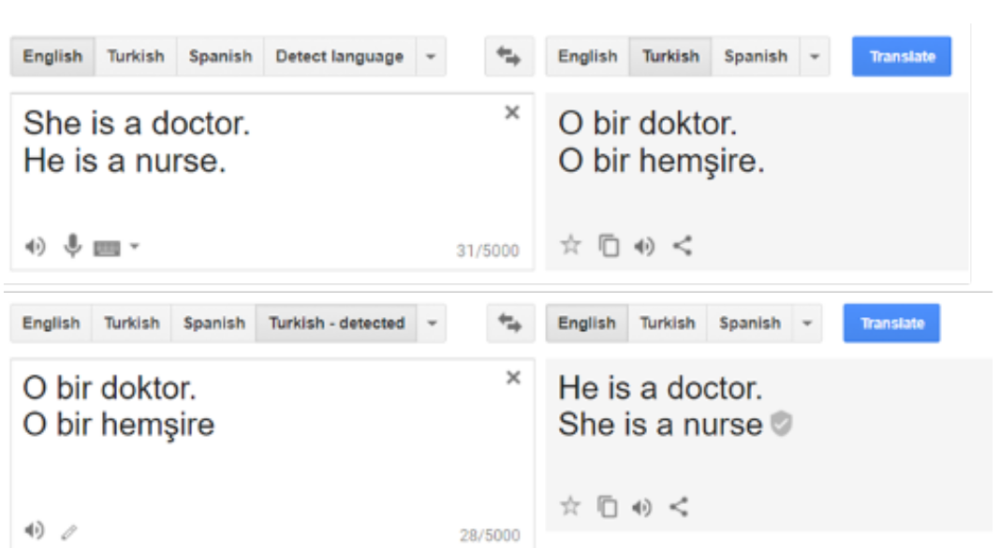 English Turkish Spanish Detect language English Turkish Spanish Translate
She is a doctor.
He is a nurse.
31/5000
O bir doktor.
O bir hemşire.
English Turkish Spanish Turkish - detected English Turkish Spanish Translate
O bir doktor.
O bir hemşire
28/5000
He is a doctor.
She is a nurse